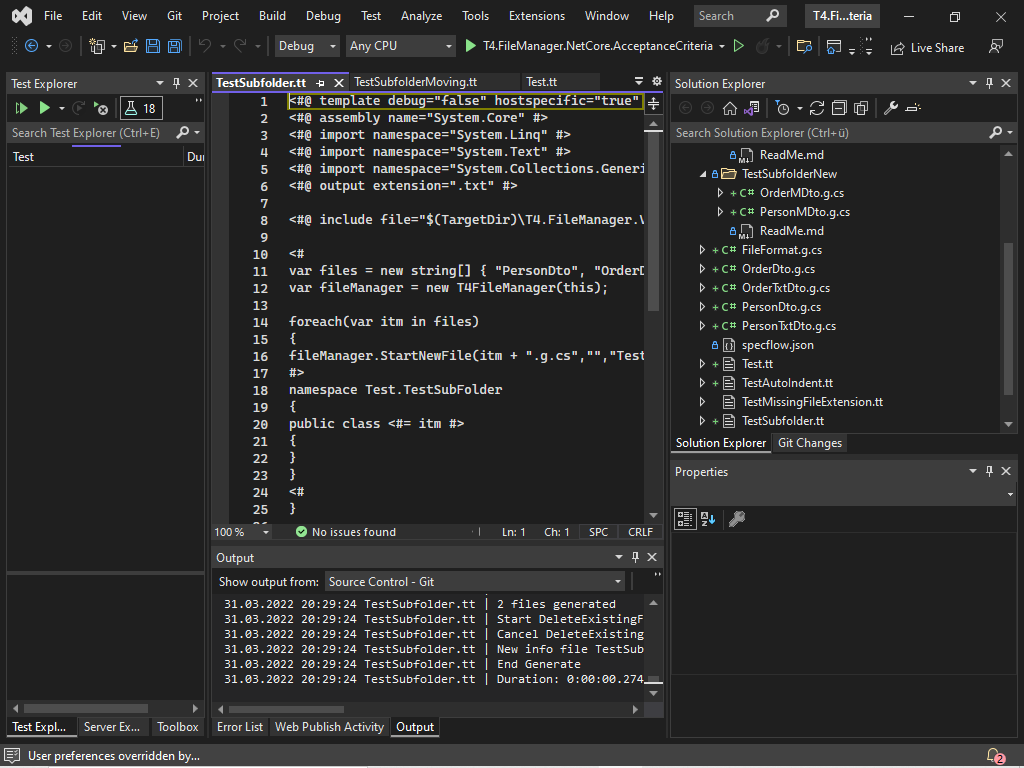 File Edit View Git Project Build Debug Test Analyze Tools Extensions Window Help Search T4.Fi...teria
Debug Any CPU T4.FileManager.NetCore.AcceptanceCriteria Live Share
Test Explorer
18
Search Test Explorer (Ctrl+E)
Test Dur
TestSubfolder.tt TestSubfolderMoving.tt Test.tt
1 <#@ template debug="false" hostspecific="true"
2 <#@ assembly name="System.Core" #>
3 <#@ import namespace="System.Linq" #>
4 <#@ import namespace="System.Text" #>
5 <#@ import namespace="System.Collections.Generi
6 <#@ output extension=".txt" #>
7
8 <#@ include file="$(TargetDir)\T4.FileManager.V
9
10 <#
11 var files = new string[] { "PersonDto", "OrderD
12 var fileManager = new T4FileManager(this);
13
14 foreach(var itm in files)
15 {
16 fileManager.StartNewFile(itm + ".g.cs","","Test
17 #>
18 namespace Test.TestSubFolder
19 {
20 public class <#= itm #>
21 {
22 }
23 }
24 <#
25 }
100 % No issues found Ln: 1 Ch: 1 SPC CRLF
Output
Show output from: Source Control - Git
31.03.2022 20:29:24 TestSubfolder.tt | 2 files generated
31.03.2022 20:29:24 TestSubfolder.tt | Start DeleteExistingF
31.03.2022 20:29:24 TestSubfolder.tt | Cancel DeleteExisting
31.03.2022 20:29:24 TestSubfolder.tt | New info file TestSub
31.03.2022 20:29:24 TestSubfolder.tt | End Generate
31.03.2022 20:29:24 TestSubfolder.tt | Duration: 0:00:00.274
Test Expl... Server Ex... Toolbox
Error List Web Publish Activity Output
Solution Explorer
Search Solution Explorer (Ctrl+ü)
ReadMe.md
TestSubfolderNew
C# OrderMDto.g.cs
C# PersonMDto.g.cs
ReadMe.md
C# FileFormat.g.cs
C# OrderDto.g.cs
C# OrderTxtDto.g.cs
C# PersonDto.g.cs
C# PersonTxtDto.g.cs
specflow.json
Test.tt
TestAutoIndent.tt
TestMissingFileExtension.tt
TestSubfolder.tt
Solution Explorer Git Changes
Properties
User preferences overridden by...
2